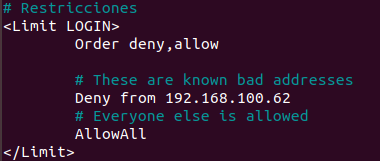 # Restricciones
<Limit LOGIN>
Order deny,allow
# These are known bad addresses
Deny from 192.168.100.62
# Everyone else is allowed
AllowAll
</Limit>